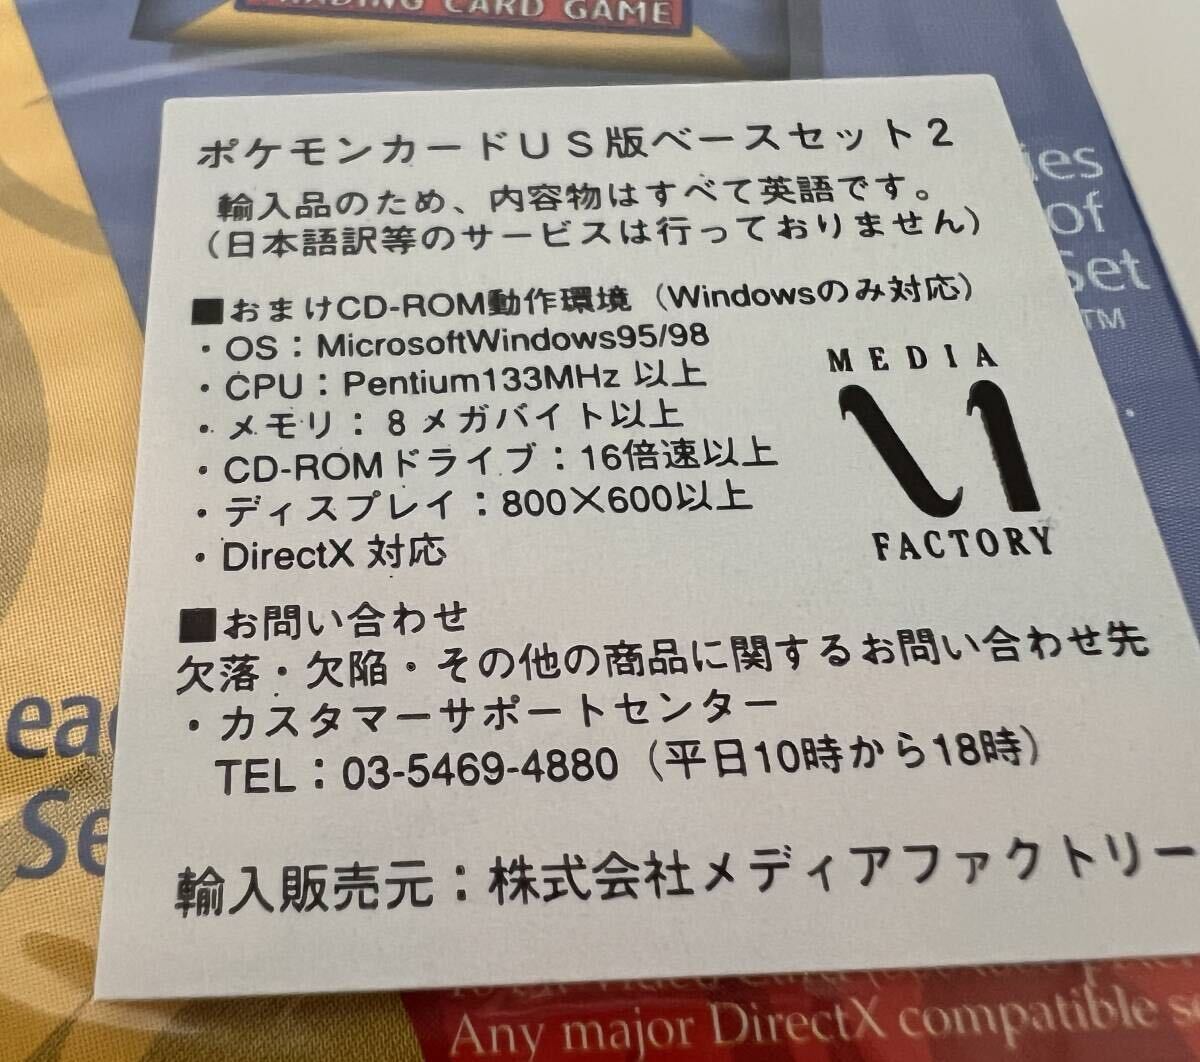 TRADING CARD GAME
ポケモンカードUS版ベースセット2
輸入品のため、内容物はすべて英語です。
(日本語訳等のサービスは行っておりません)
■おまけCD-ROM動作環境(Windowsのみ対応)
・OS:MicrosoftWindows95/98
・CPU:Pentium133MHz 以上
・メモリ:8メガバイト以上
・CD-ROMドライブ:16倍速以上
・ディスプレイ:800×600以上
・DirectX 対応
MEDIA
FACTORY
■お問い合わせ
欠落・欠陥・その他の商品に関するお問い合わせ先
・カスタマーサポートセンター
TEL:03-5469-4880(平日10時から18時)
輸入販売元:株式会社メディアファクトリー
ies
of
Set
TM
ea
Se
Any major DirectX compatible s